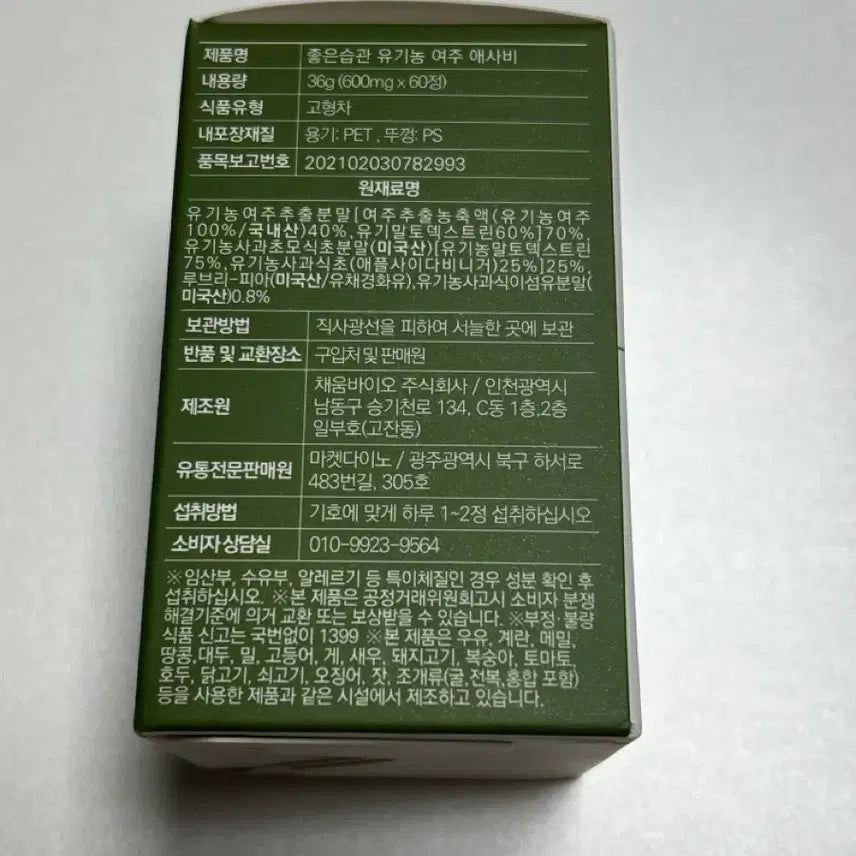 제품명 좋은습관 유기농 여주 애사비
내용량 36g (600mg x 60정)
식품유형 고형차
내포장재질 용기: PET , 뚜껑: PS
품목보고번호 202102030782993
원재료명
유기농여주추출분말[여주추출농축액(유기농여주
100%/국내산)40%,유기말토덱스트린60%]70%,
유기농사과초모식초분말(미국산)[유기농말토덱스트린
75%,유기농사과식초(애플사이다비니거)25%]25%,
루브리-피아(미국산/유채경화유),유기농사과식이섬유분말(
미국산)0.8%
보관방법 직사광선을 피하여 서늘한 곳에 보관
반품 및 교환장소 구입처 및 판매원
제조원 채움바이오 주식회사 / 인천광역시
남동구 승기천로 134, C동 1층,2층
일부호(고잔동)
유통전문판매원 마켓다이노 / 광주광역시 북구 하서로
483번길, 305호
섭취방법 기호에 맞게 하루 1~2정 섭취하십시오
소비자 상담실 010-9923-9564
※임산부, 수유부, 알레르기 등 특이체질인 경우 성분 확인 후
섭취하십시오. ※본 제품은 공정거래위원회고시 소비자 분쟁
해결기준에 의거 교환 또는 보상받을 수 있습니다. ※부정·불량
식품 신고는 국번없이 1399 ※본 제품은 우유, 계란, 메밀,
땅콩,대두, 밀, 고등어, 게, 새우, 돼지고기, 복숭아, 토마토,
호두, 닭고기, 쇠고기, 오징어, 잣, 조개류(굴,전복,홍합 포함)
등을 사용한 제품과 같은 시설에서 제조하고 있습니다.